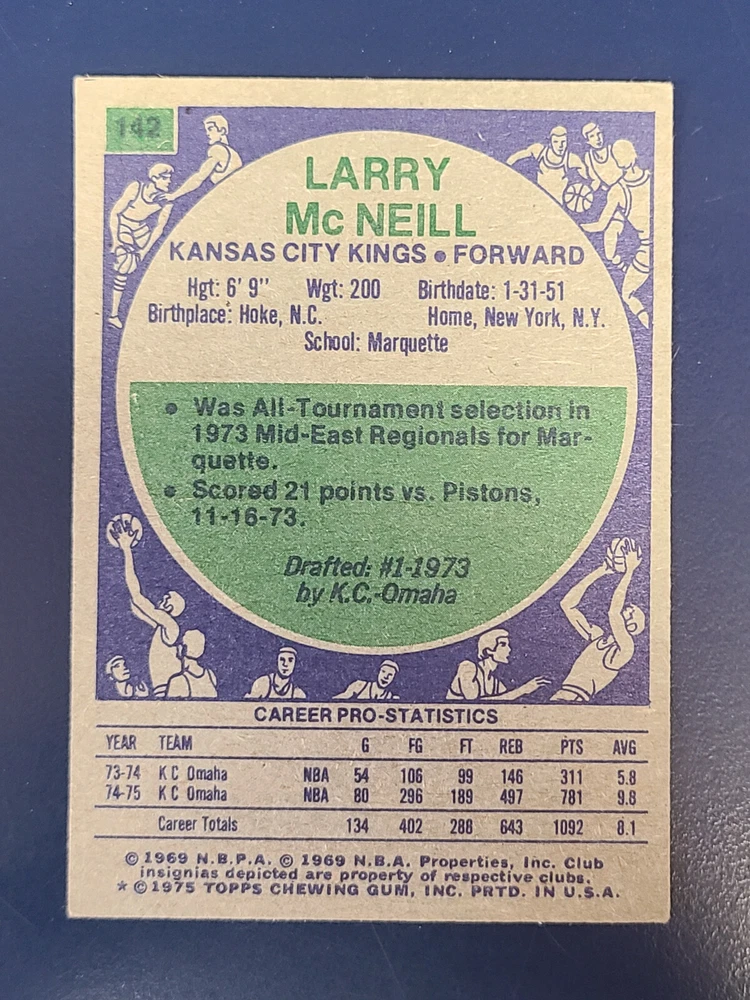 142
LARRY
Mc NEILL
KANSAS CITY KINGS • FORWARD
Hgt: 6' 9" Wgt: 200 Birthdate: 1-31-51
Birthplace: Hoke, N.C. Home, New York, N.Y.
School: Marquette
• Was All-Tournament selection in
1973 Mid-East Regionals for Mar-
quette.
• Scored 21 points vs. Pistons,
11-16-73.
Drafted: #1-1973
by K.C.-Omaha
CAREER PRO-STATISTICS
YEAR TEAM G FG FT REB PTS AVG
73-74 K C Omaha NBA 54 106 99 146 311 5.8
74-75 K C Omaha NBA 80 296 189 497 781 9.8
Career Totals 134 402 288 643 1092 8.1
© 1969 N.B.P.A. © 1969 N.B.A. Properties, Inc. Club
insignias depicted are property of respective clubs.
* © 1975 TOPPS CHEWING GUM, INC. PRTD. IN U.S.A.